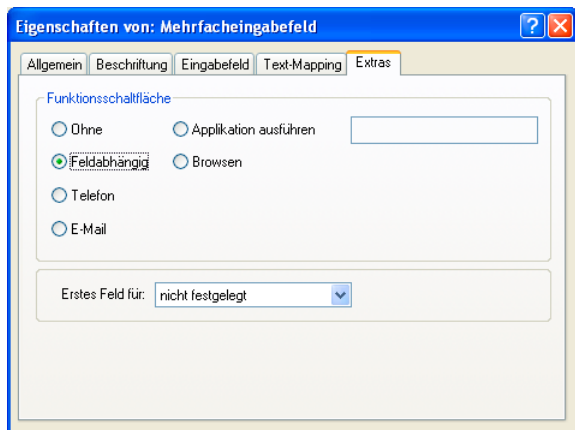 Eigenschaften von: Mehrfacheingabefeld
Allgemein Beschriftung Eingabefeld Text-Mapping Extras
Funktionsschaltfläche
Ohne Applikation ausführen
Feldabhängig Browsen
Telefon
E-Mail
Erstes Feld für: nicht festgelegt